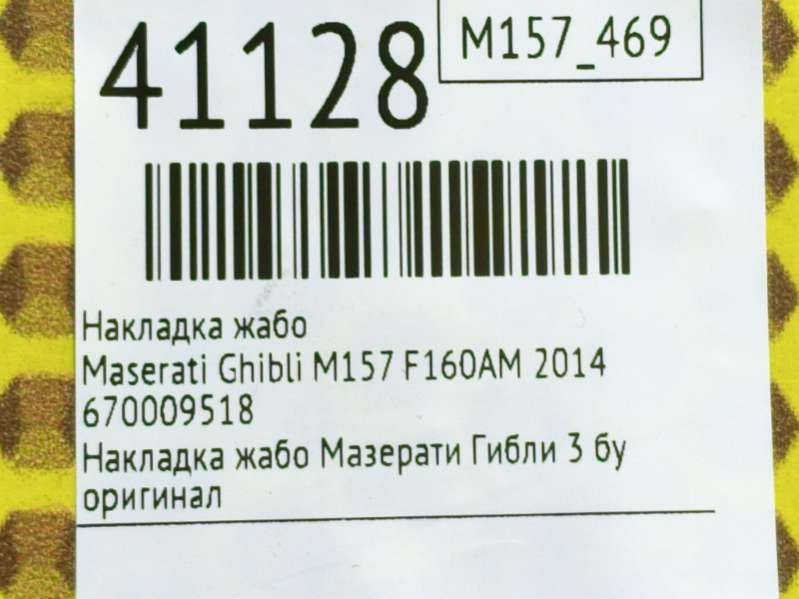 41128
M157_469
Накладка жабо
Maserati Ghibli M157 F160AM 2014
670009518
Накладка жабо Мазерати Гибли 3 бу
оригинал